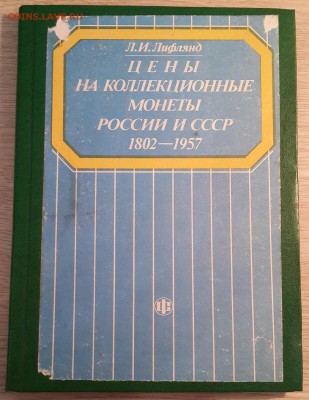 COINS.LAVE.RU
Л.И.Лифлянд
ЦЕНЫ
НА КОЛЛЕКЦИОННЫЕ
МОНЕТЫ
РОССИИ И СССР
1802—1957